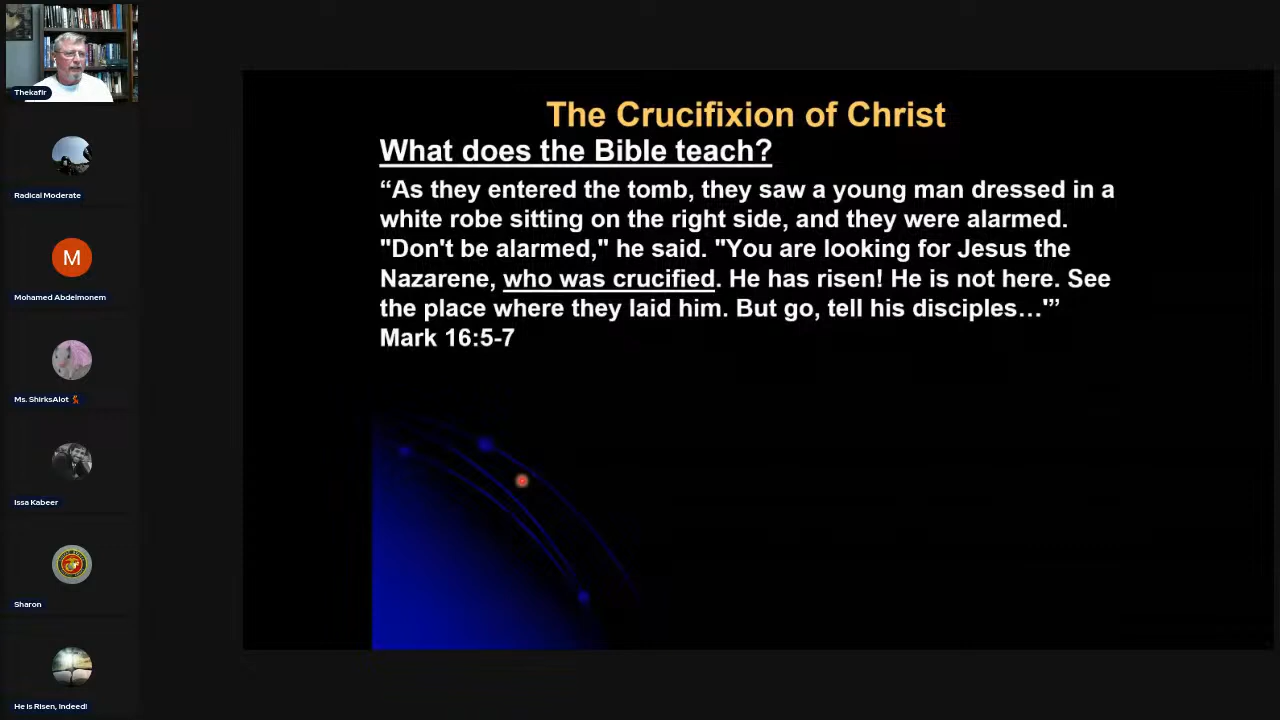 Thekafir
Radical Moderate
M
Mohamed Abdelmonem
Ms. ShirksAlot 💃
Issa Kabeer
Sharon
He is Risen, Indeed!
The Crucifixion of Christ
What does the Bible teach?
“As they entered the tomb, they saw a young man dressed in a
white robe sitting on the right side, and they were alarmed.
"Don't be alarmed," he said. "You are looking for Jesus the
Nazarene, who was crucified. He has risen! He is not here. See
the place where they laid him. But go, tell his disciples…'”’
Mark 16:5-7